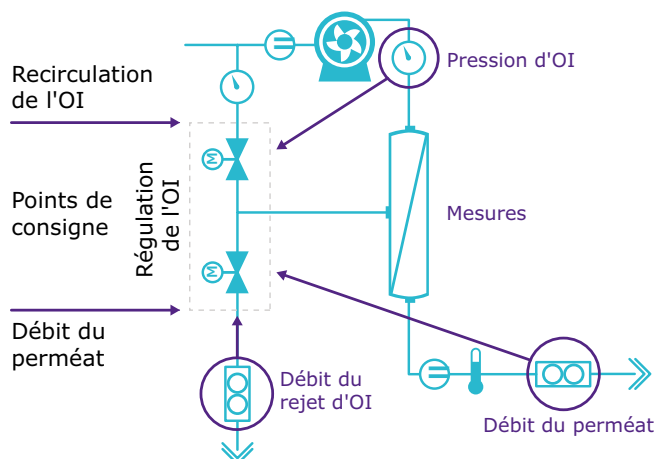 Recirculation
de l'OI
Pression d'OI
Points de
consigne
Régulation
de l'OI
M
M
Mesures
Débit du
perméat
Débit du
rejet d'OI
Débit du perméat